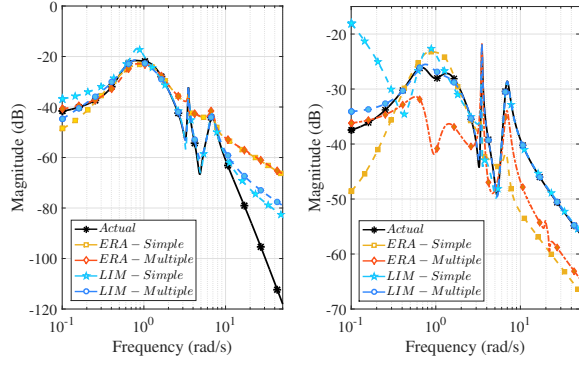 0
-20
-40
-60
-80
-100
-120
Magnitude (dB)
Actual
ERA - Simple
ERA - Multiple
LIM - Simple
LIM - Multiple
10^-1
10^0
10^1
Frequency (rad/s)
-10
-20
-30
-40
-50
-60
-70
Magnitude (dB)
Actual
ERA - Simple
ERA - Multiple
LIM - Simple
LIM - Multiple
10^-1
10^0
10^1
Frequency (rad/s)